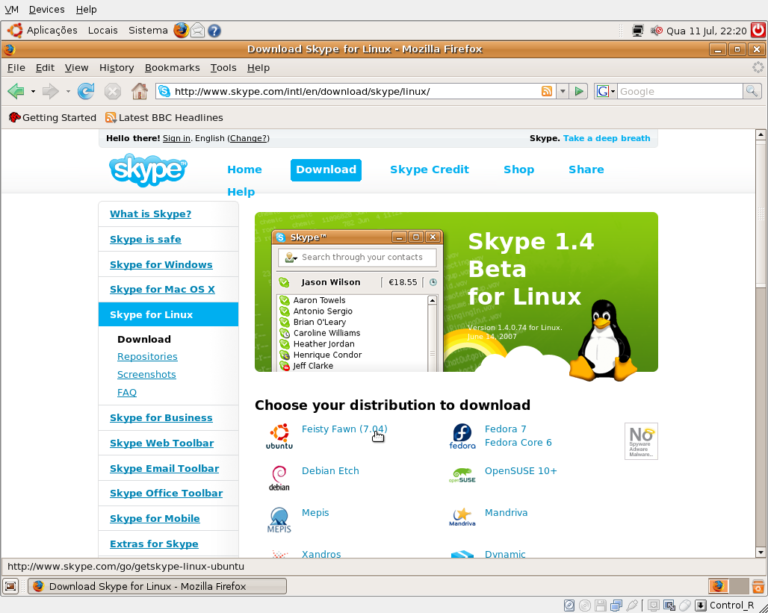 VM Devices Help
Aplicações Locais Sistema Qua 11 Jul, 22:20
Download Skype for Linux - Mozilla Firefox
File Edit View History Bookmarks Tools Help
http://www.skype.com/intl/en/download/skype/linux/ G Google
Getting Started Latest BBC Headlines
Hello there! Sign in. English (Change?) Skype. Take a deep breath
skype
Home Download Skype Credit Shop Share
Help
What is Skype?
Skype is safe
Skype for Windows
Skype for Mac OS X
Skype for Linux
Download
Repositories
Screenshots
FAQ
Skype for Business
Skype Web Toolbar
Skype Email Toolbar
Skype Office Toolbar
Skype for Mobile
Extras for Skype
Skype™
Search through your contacts
Jason Wilson €18.55
Aaron Towels
Antonio Sergio
Brian O'Leary
Caroline Williams
Heather Jordan
Henrique Condor
Jeff Clarke
Skype 1.4
Beta
for Linux
Version 1.4.0.74 for Linux.
June 14, 2007
Choose your distribution to download
ubuntu Feisty Fawn (7.04)
fedora Fedora 7
Fedora Core 6
No
Spyware
Adware
Malware...
debian Debian Etch
openSUSE OpenSUSE 10+
MEPIS Mepis
Mandriva Mandriva
Xandros
Dynamic
http://www.skype.com/go/getskype-linux-ubuntu
Download Skype for Linux - Mozilla Firefox
Control_R